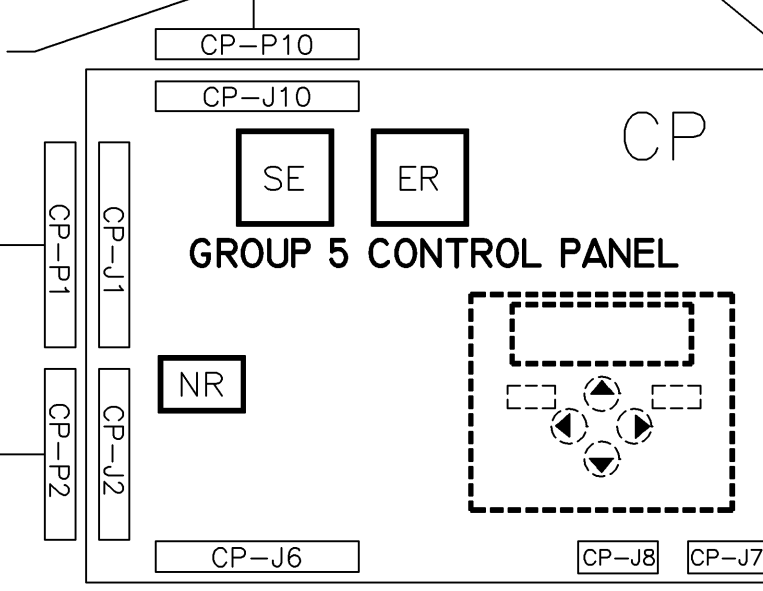 CP-P10
CP-J10
CP
SE
ER
CP-P1
CP-J1
GROUP 5 CONTROL PANEL
NR
CP-P2
CP-J2
CP-J6
CP-J8
CP-J7